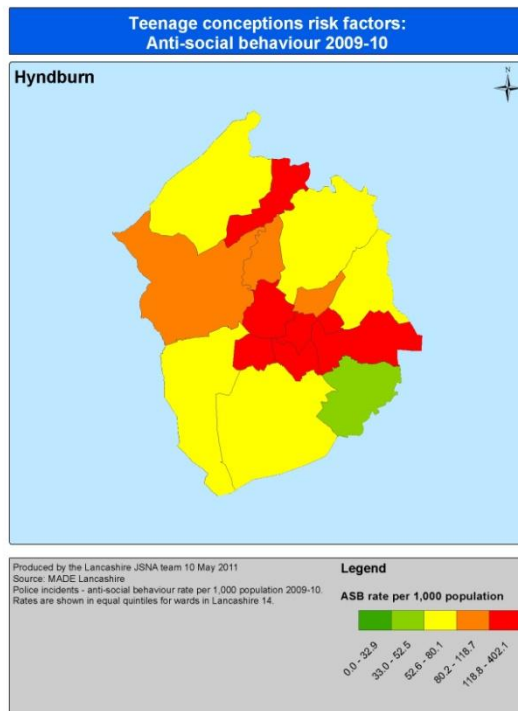 Teenage conceptions risk factors:
Anti-social behaviour 2009-10
Hyndburn
N
Produced by the Lancashire JSNA team 10 May 2011
Source: MADE Lancashire
Police incidents - anti-social behaviour rate per 1,000 population 2009-10.
Rates are shown in equal quintiles for wards in Lancashire 14.
Legend
ASB rate per 1,000 population
0.0 - 32.9
33.0 - 52.5
52.6 - 80.1
80.2 - 118.7
118.8 - 402.1